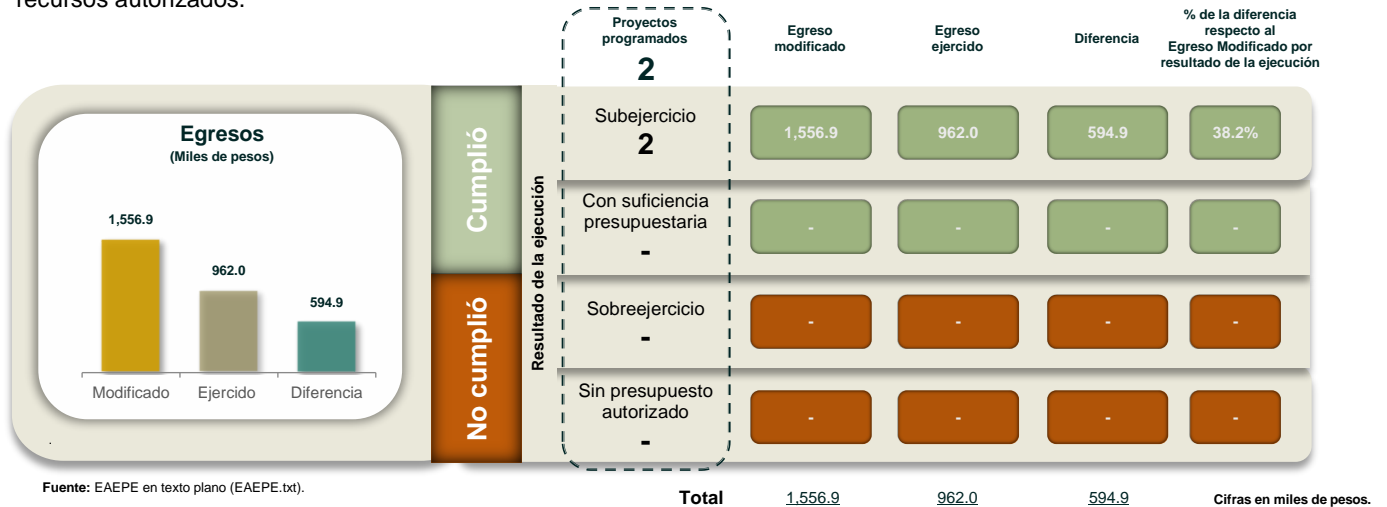 recursos autorizados.
Proyectos
programados
2
Egreso
modificado
Egreso
ejercido
Diferencia
% de la diferencia
respecto al
Egreso Modificado por
resultado de la ejecución
Egresos
(Miles de pesos)
1,556.9
962.0
594.9
Modificado
Ejercido
Diferencia
.
Cumplió
No cumplió
Resultado de la ejecución
Subejercicio
2
1,556.9
962.0
594.9
38.2%
Con suficiencia
presupuestaria
-
-
-
-
-
Sobreejercicio
-
-
-
-
-
Sin presupuesto
autorizado
-
-
-
-
-
Fuente: EAEPE en texto plano (EAEPE.txt).
Total
1,556.9
962.0
594.9
Cifras en miles de pesos.